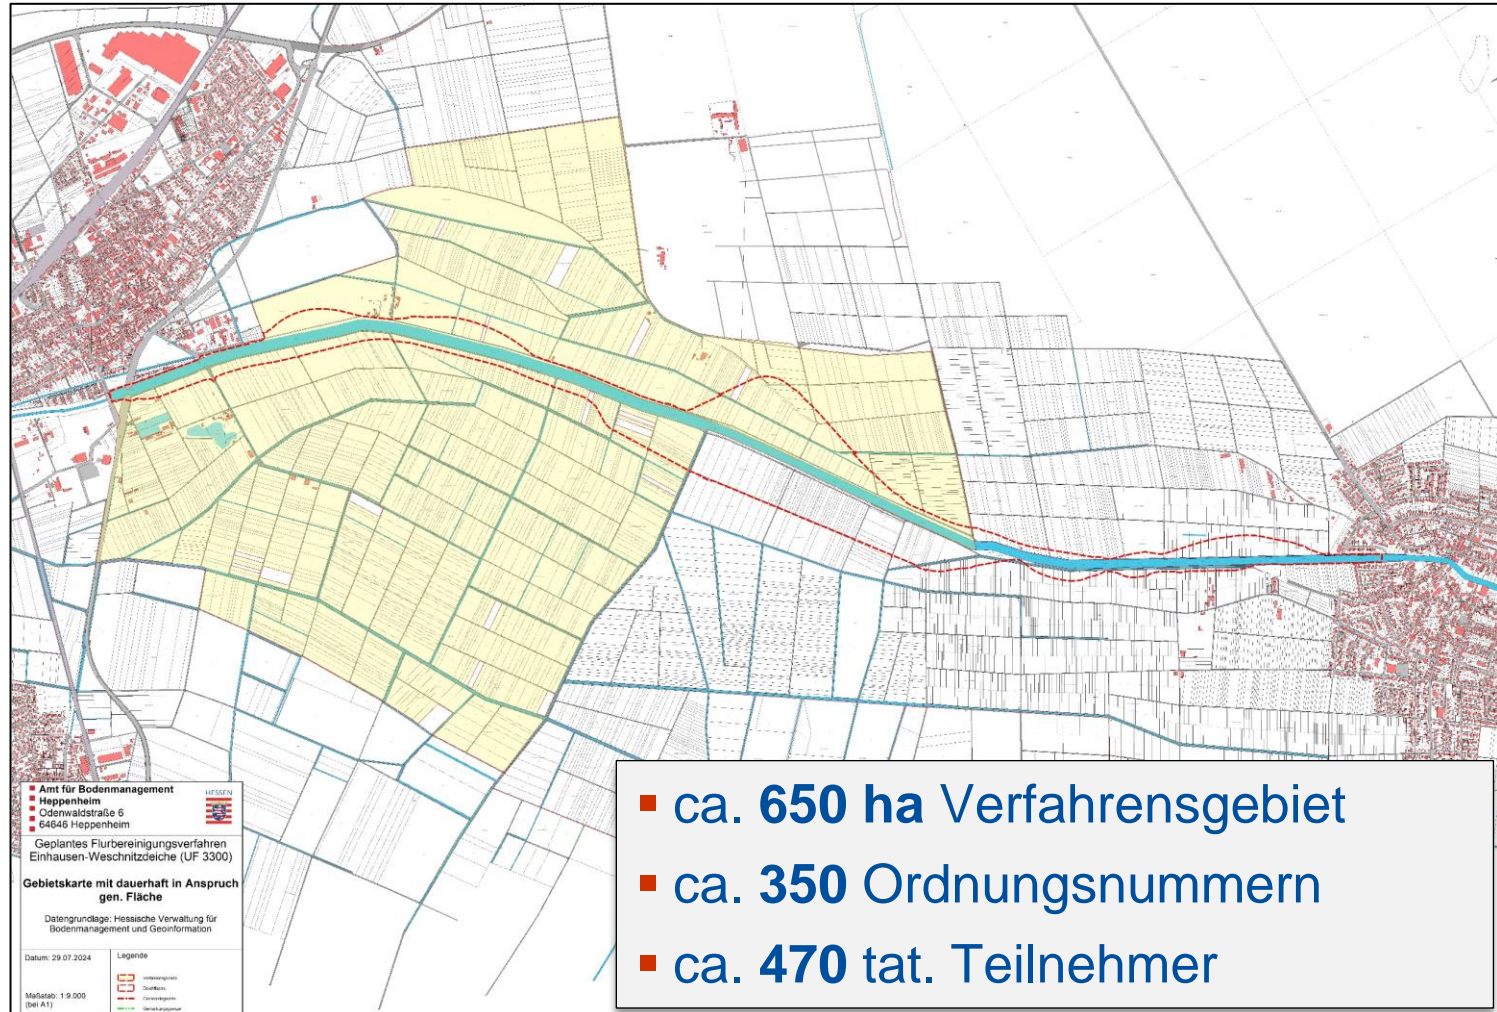 Amt für Bodenmanagement
Heppenheim
Odenwaldstraße 6
64646 Heppenheim
HESSEN
Geplantes Flurbereinigungsverfahren
Einhausen-Weschnitzdeiche (UF 3300)
Gebietskarte mit dauerhaft in Anspruch
gen. Fläche
Datengrundlage: Hessische Verwaltung für
Bodenmanagement und Geoinformation
Datum: 29.07.2024
Legende
Maßstab: 1:9.000
(bei A1)
ca. 650 ha Verfahrensgebiet
ca. 350 Ordnungsnummern
ca. 470 tat. Teilnehmer